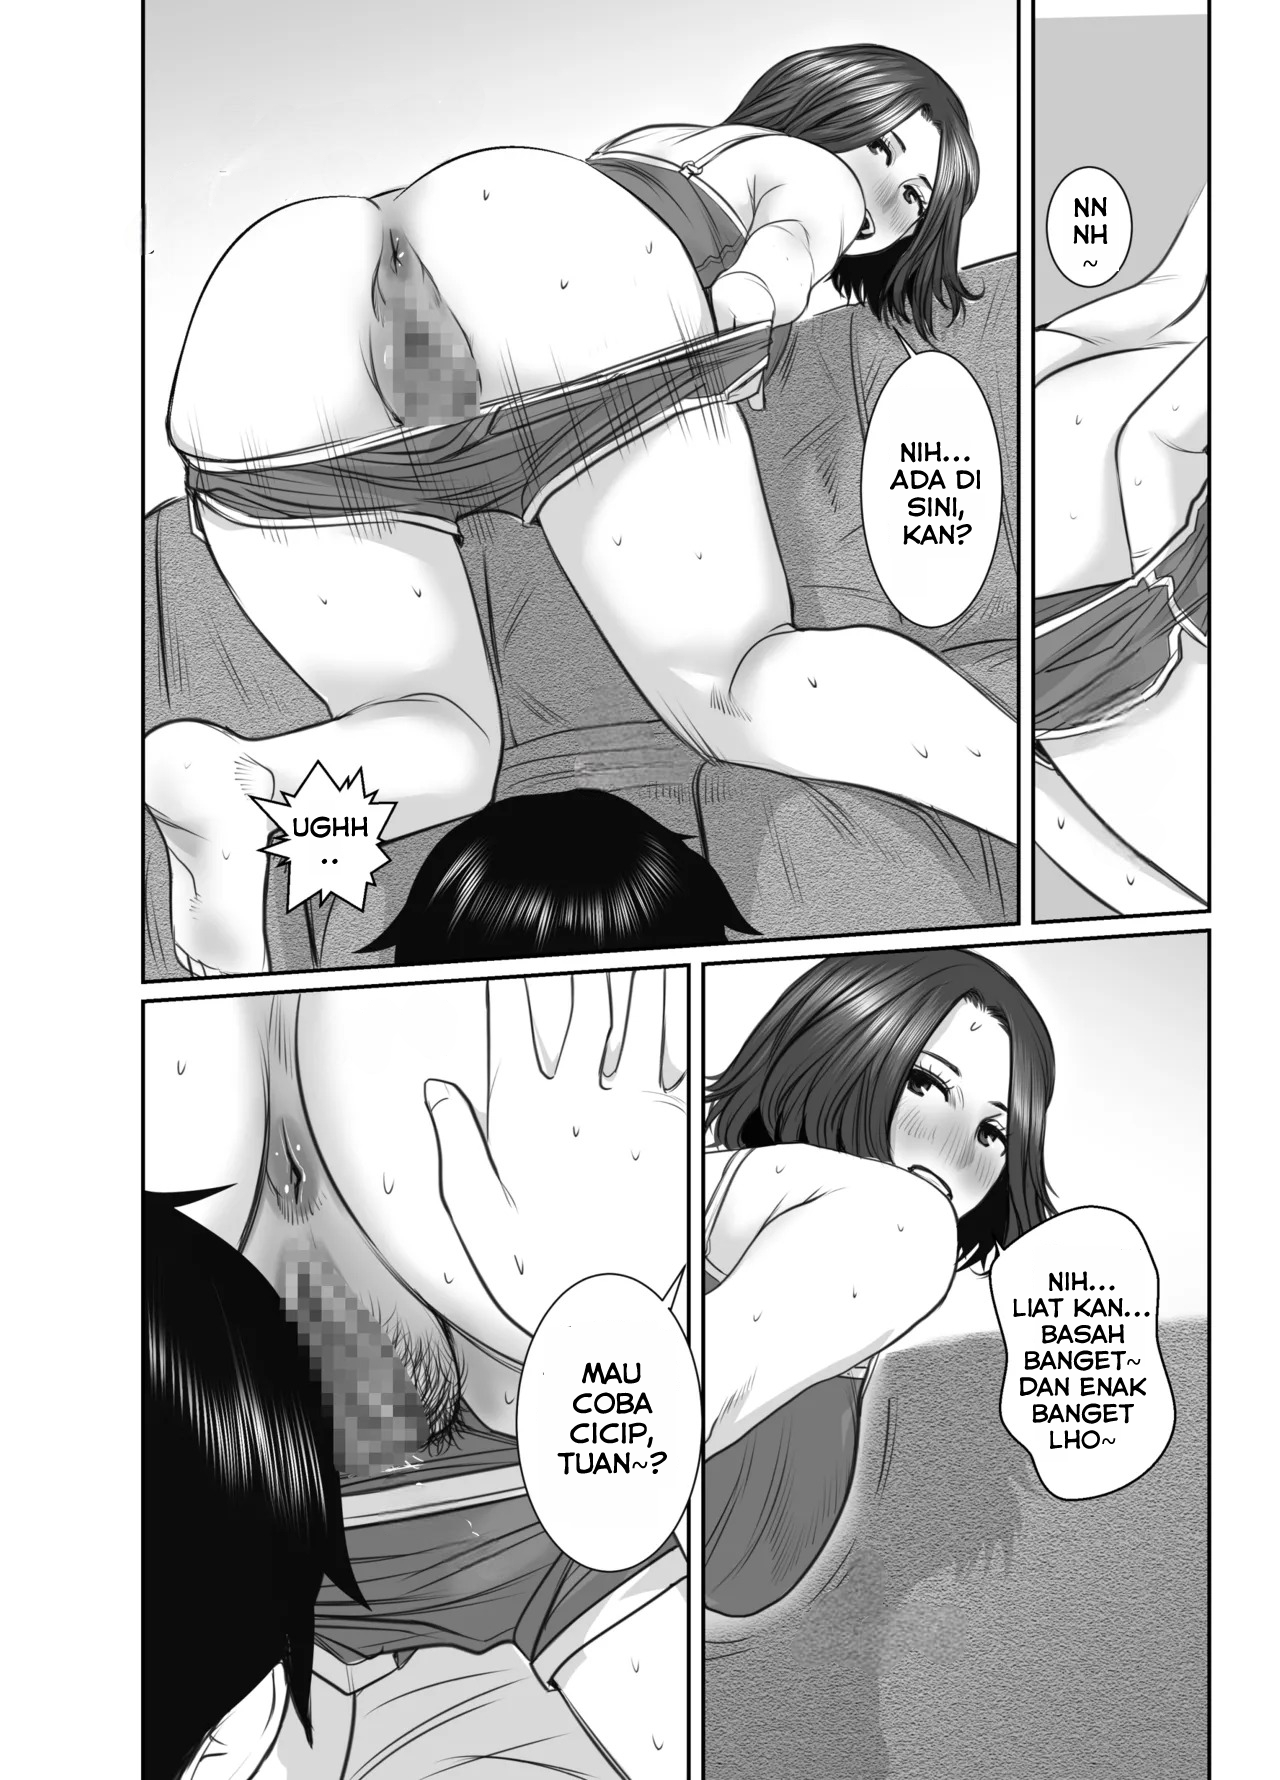 NN
NH
~
NIH...
ADA DI
SINI,
KAN?
UGHH
..
NIH...
LIAT KAN...
BASAH
BANGET~
DAN ENAK
BANGET
LHO~
MAU
COBA
CICIP,
TUAN~?